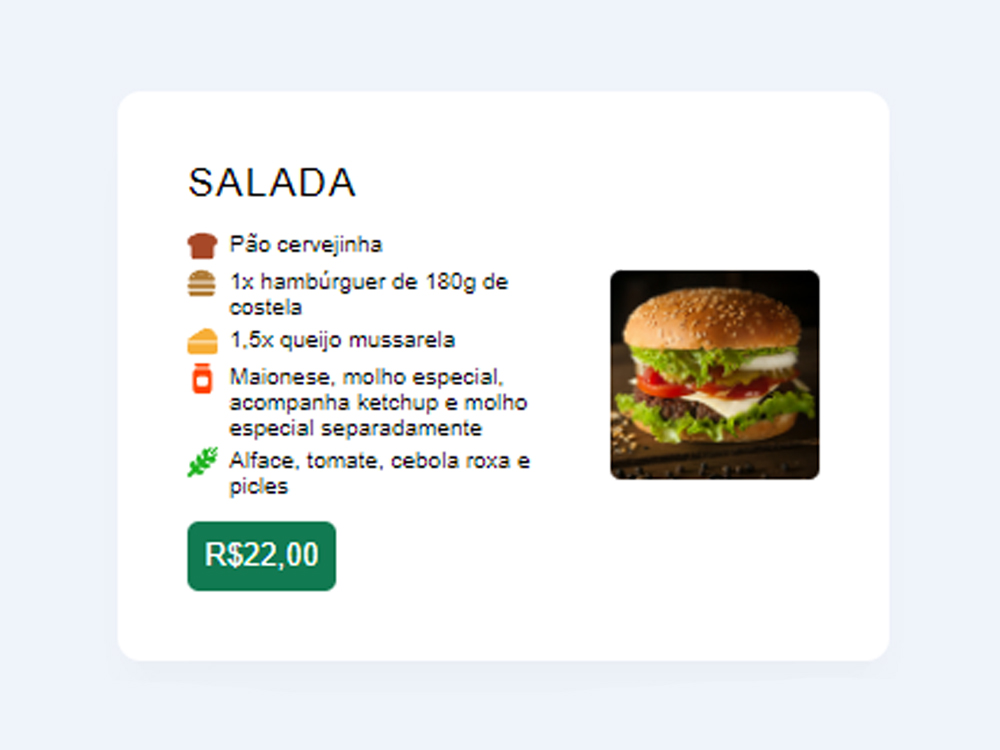 SALADA
Pão cervejinha
1x hambúrguer de 180g de
costela
1,5x queijo mussarela
Maionese, molho especial,
acompanha ketchup e molho
especial separadamente
Alface, tomate, cebola roxa e
picles
R$22,00